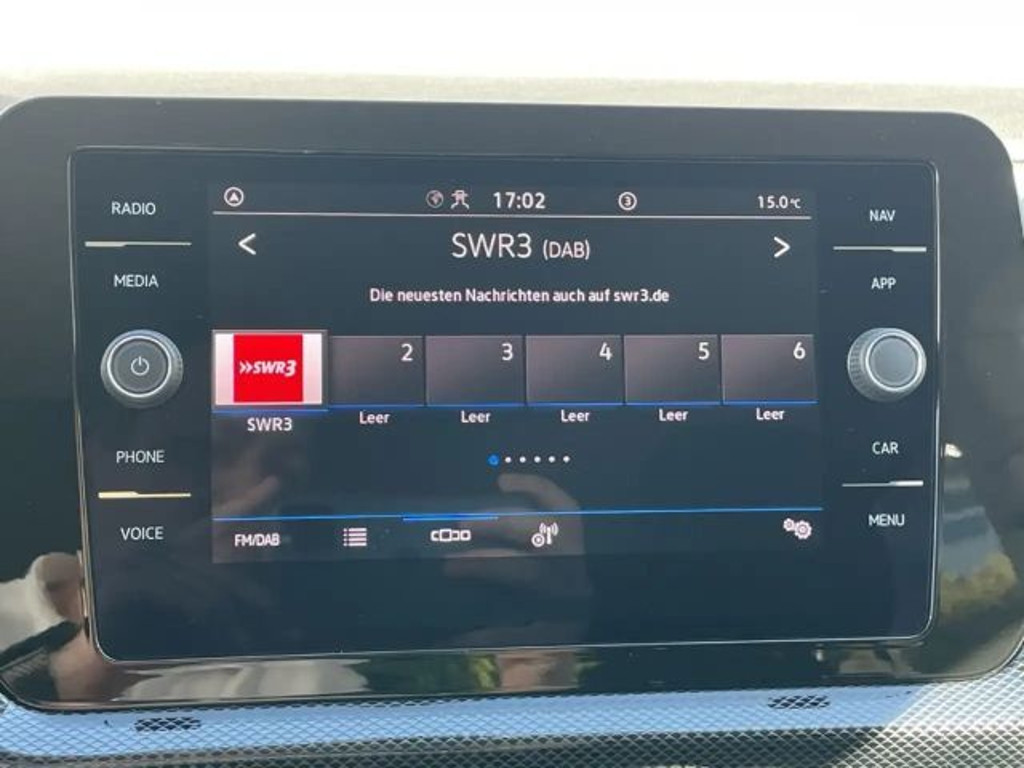 RADIO
MEDIA
PHONE
VOICE
17:02
3
15.0°C
NAV
APP
CAR
MENU
< SWR3 (DAB) >
Die neuesten Nachrichten auch auf swr3.de
»SWR3
2
3
4
5
6
SWR3
Leer
Leer
Leer
Leer
Leer
FM/DAB